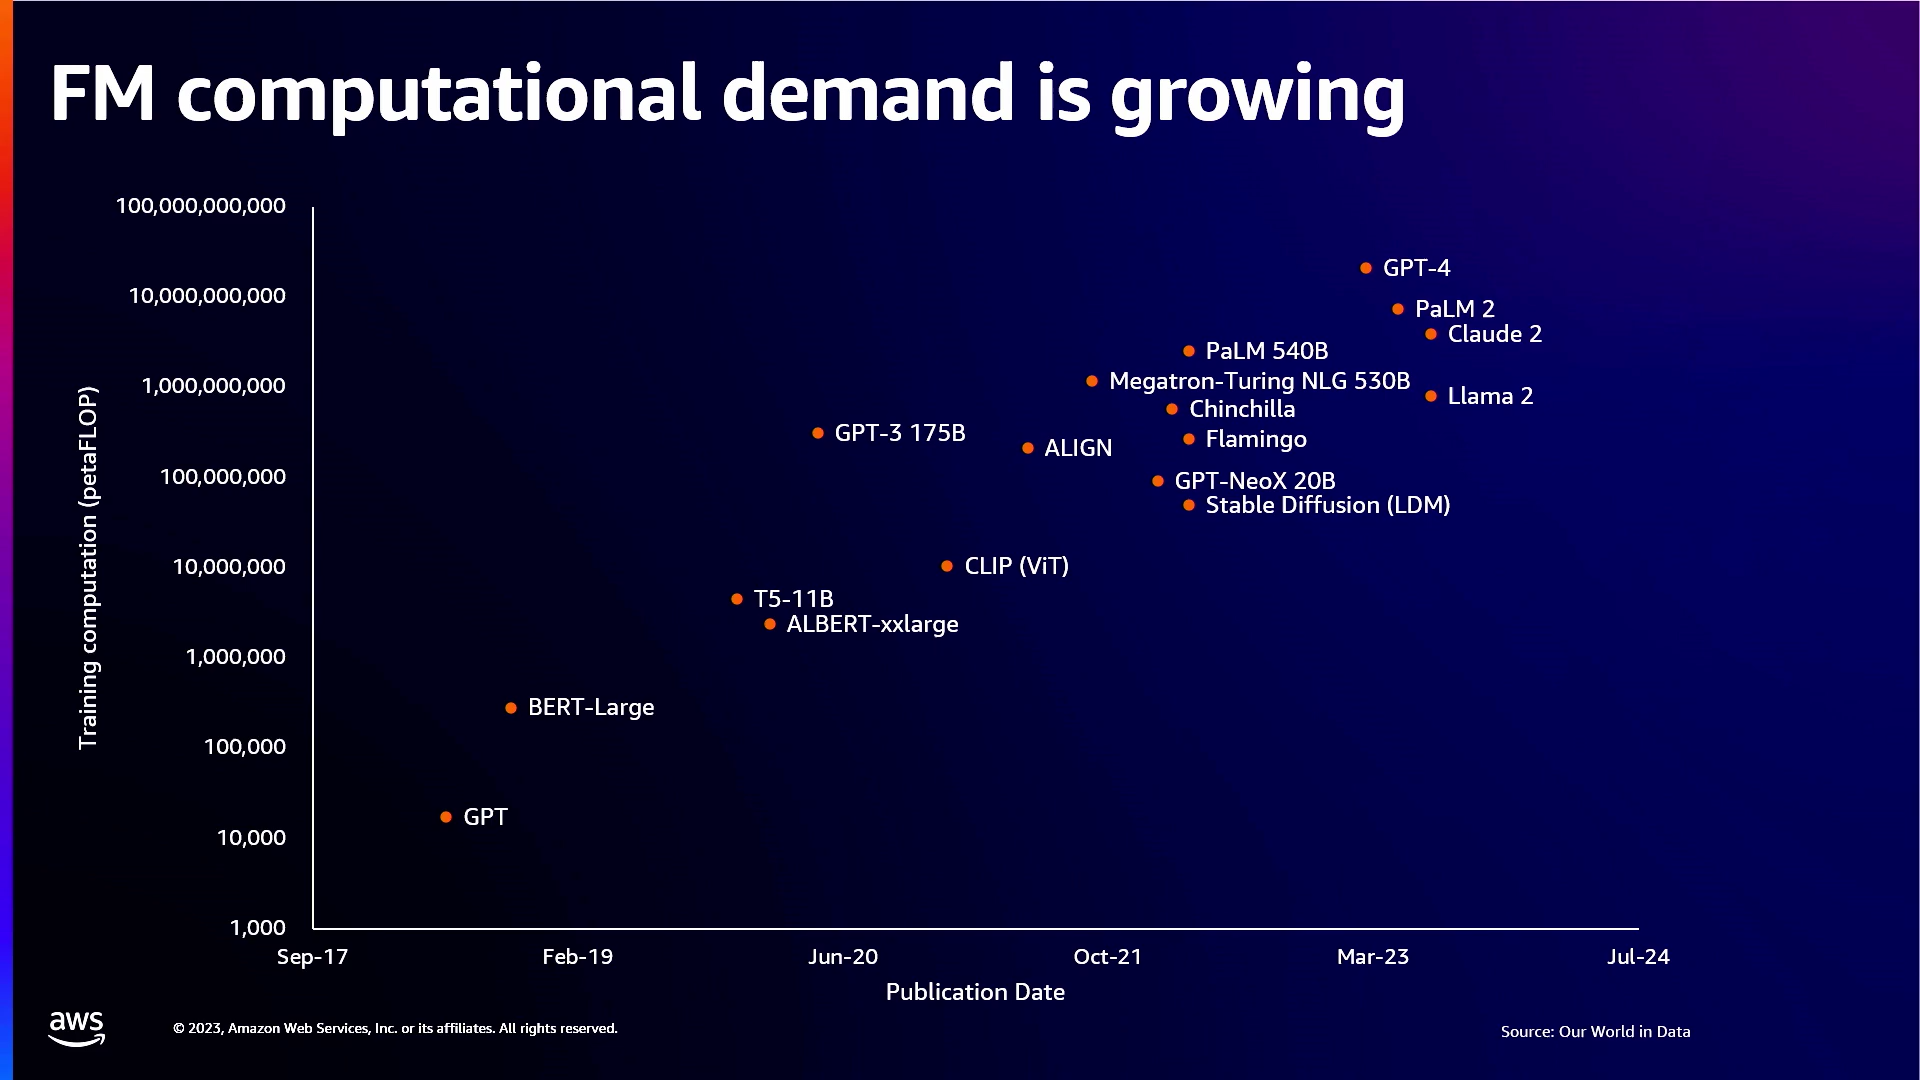 FM computational demand is growing
100,000,000,000
10,000,000,000
1,000,000,000
100,000,000
10,000,000
1,000,000
100,000
10,000
1,000
Training computation (petaFLOP)
GPT-4
PaLM 2
Claude 2
PaLM 540B
Megatron-Turing NLG 530B
Llama 2
Chinchilla
GPT-3 175B
Flamingo
ALIGN
GPT-NeoX 20B
Stable Diffusion (LDM)
CLIP (ViT)
T5-11B
ALBERT-xxlarge
BERT-Large
GPT
Sep-17
Feb-19
Jun-20
Oct-21
Mar-23
Jul-24
Publication Date
aws
© 2023, Amazon Web Services, Inc. or its affiliates. All rights reserved.
Source: Our World in Data